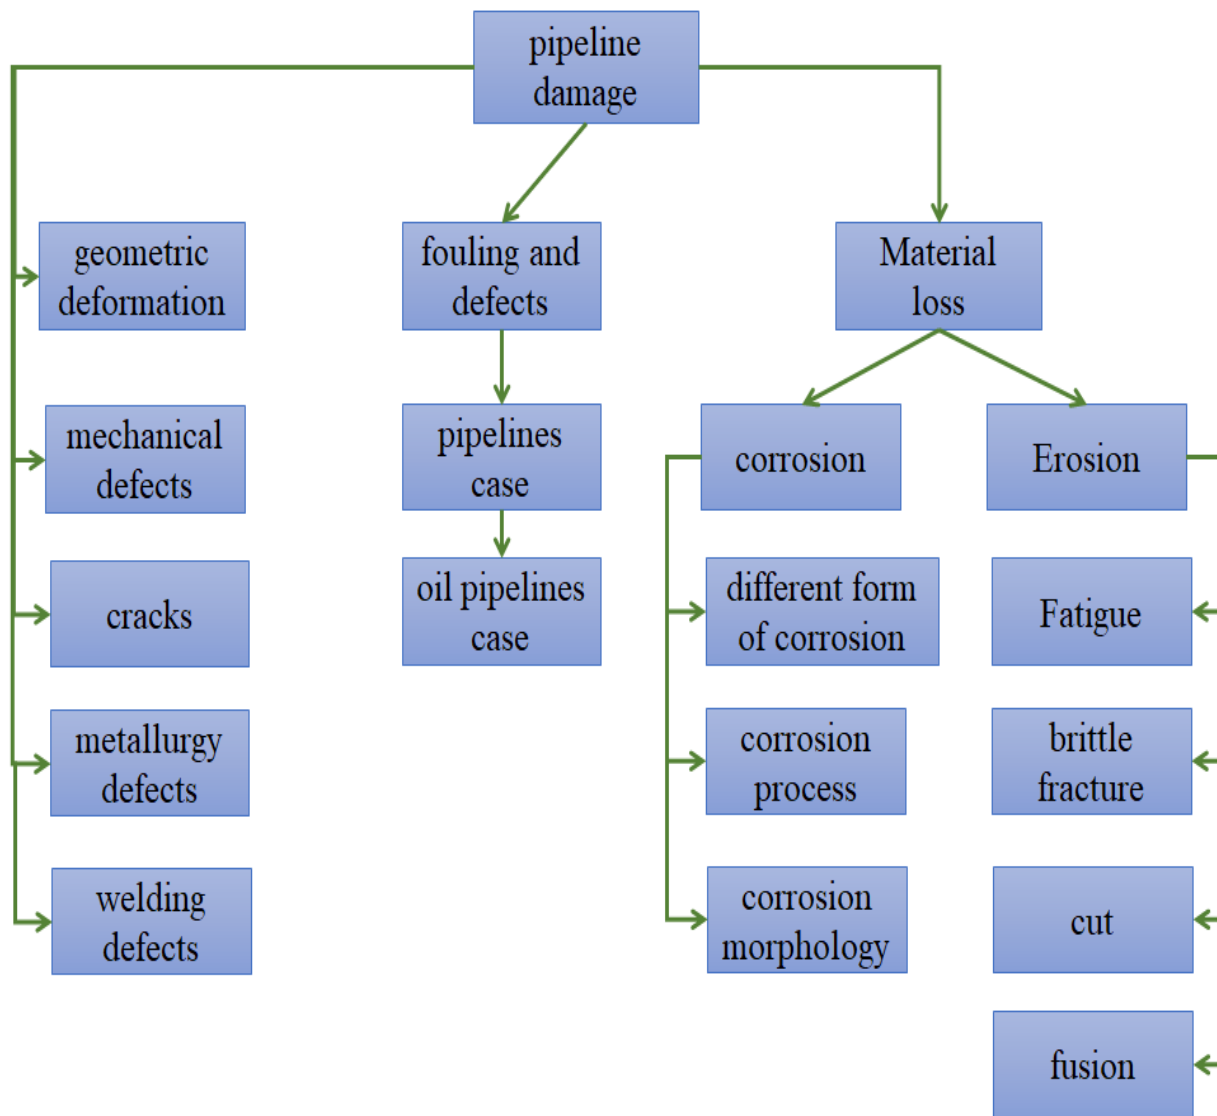 pipeline
damage
geometric
deformation
fouling and
defects
Material
loss
mechanical
defects
pipelines
case
corrosion
Erosion
cracks
oil pipelines
case
different form
of corrosion
Fatigue
metallurgy
defects
corrosion
process
brittle
fracture
welding
defects
corrosion
morphology
cut
fusion